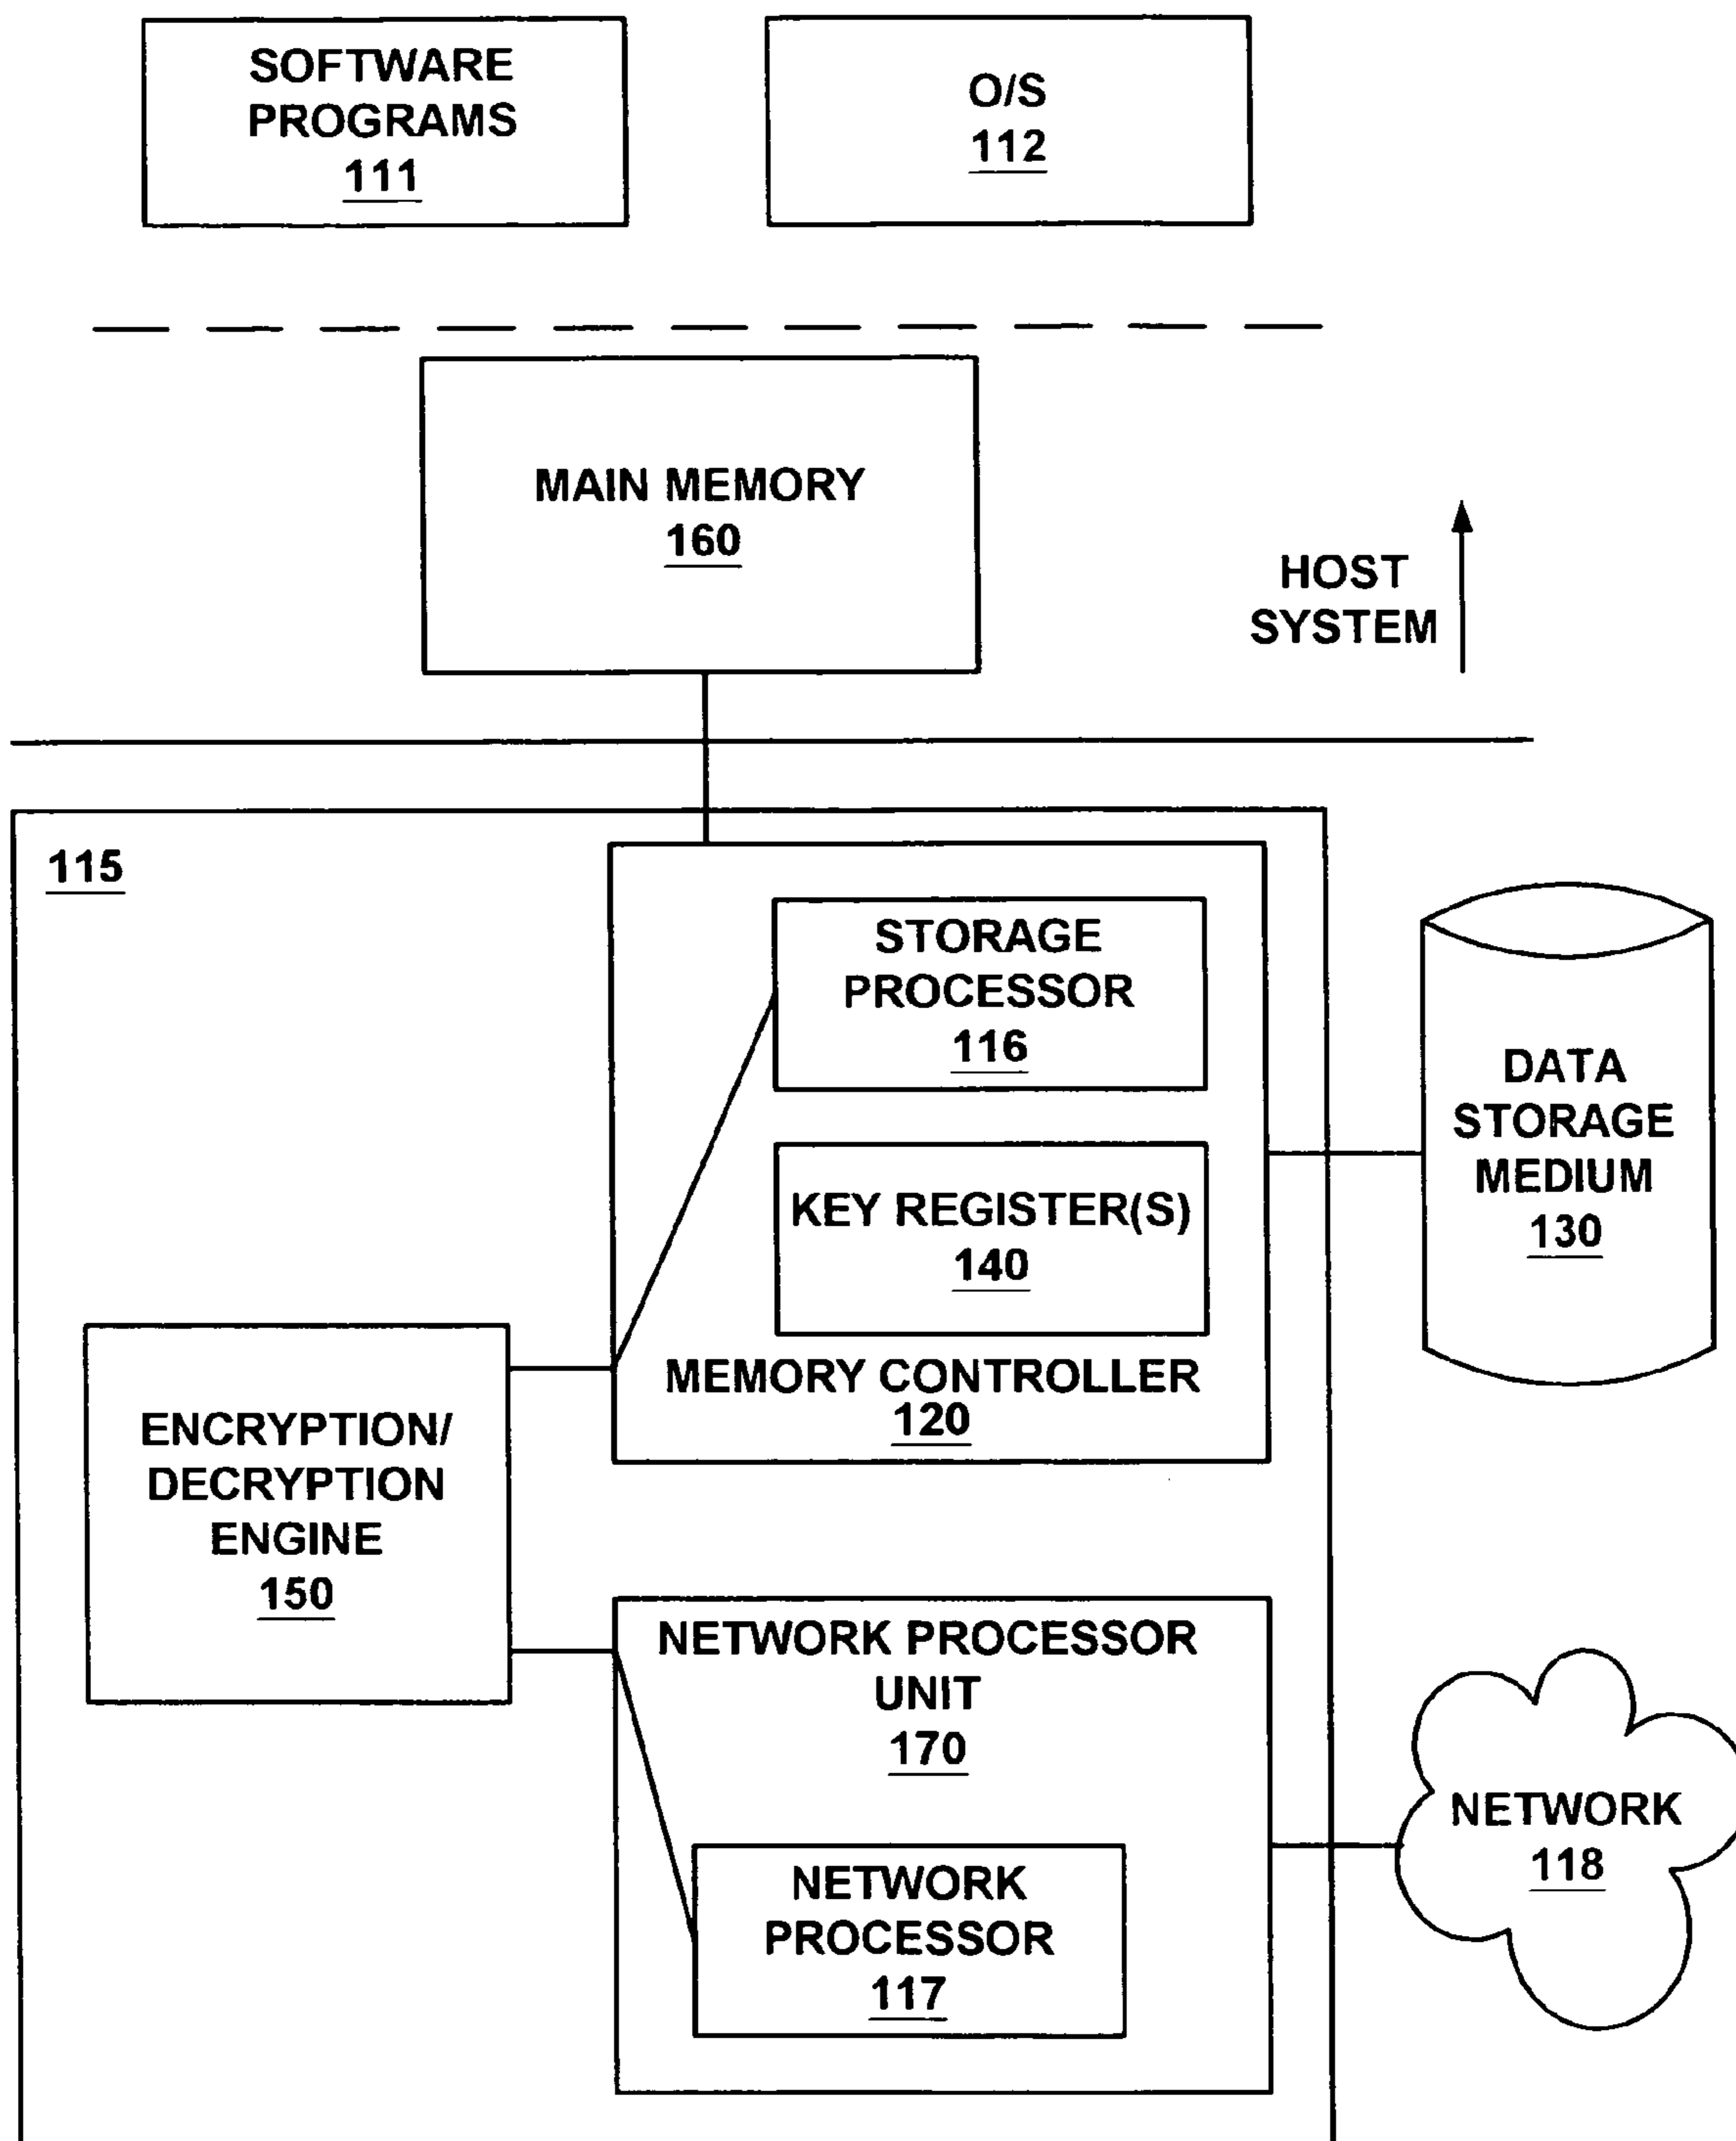 SOFTWARE
PROGRAMS
111
O/S
112
MAIN MEMORY
160
HOST
SYSTEM
115
STORAGE
PROCESSOR
116
KEY REGISTER(S)
140
MEMORY CONTROLLER
120
DATA
STORAGE
MEDIUM
130
ENCRYPTION/
DECRYPTION
ENGINE
150
NETWORK PROCESSOR
UNIT
170
NETWORK
PROCESSOR
117
NETWORK
118